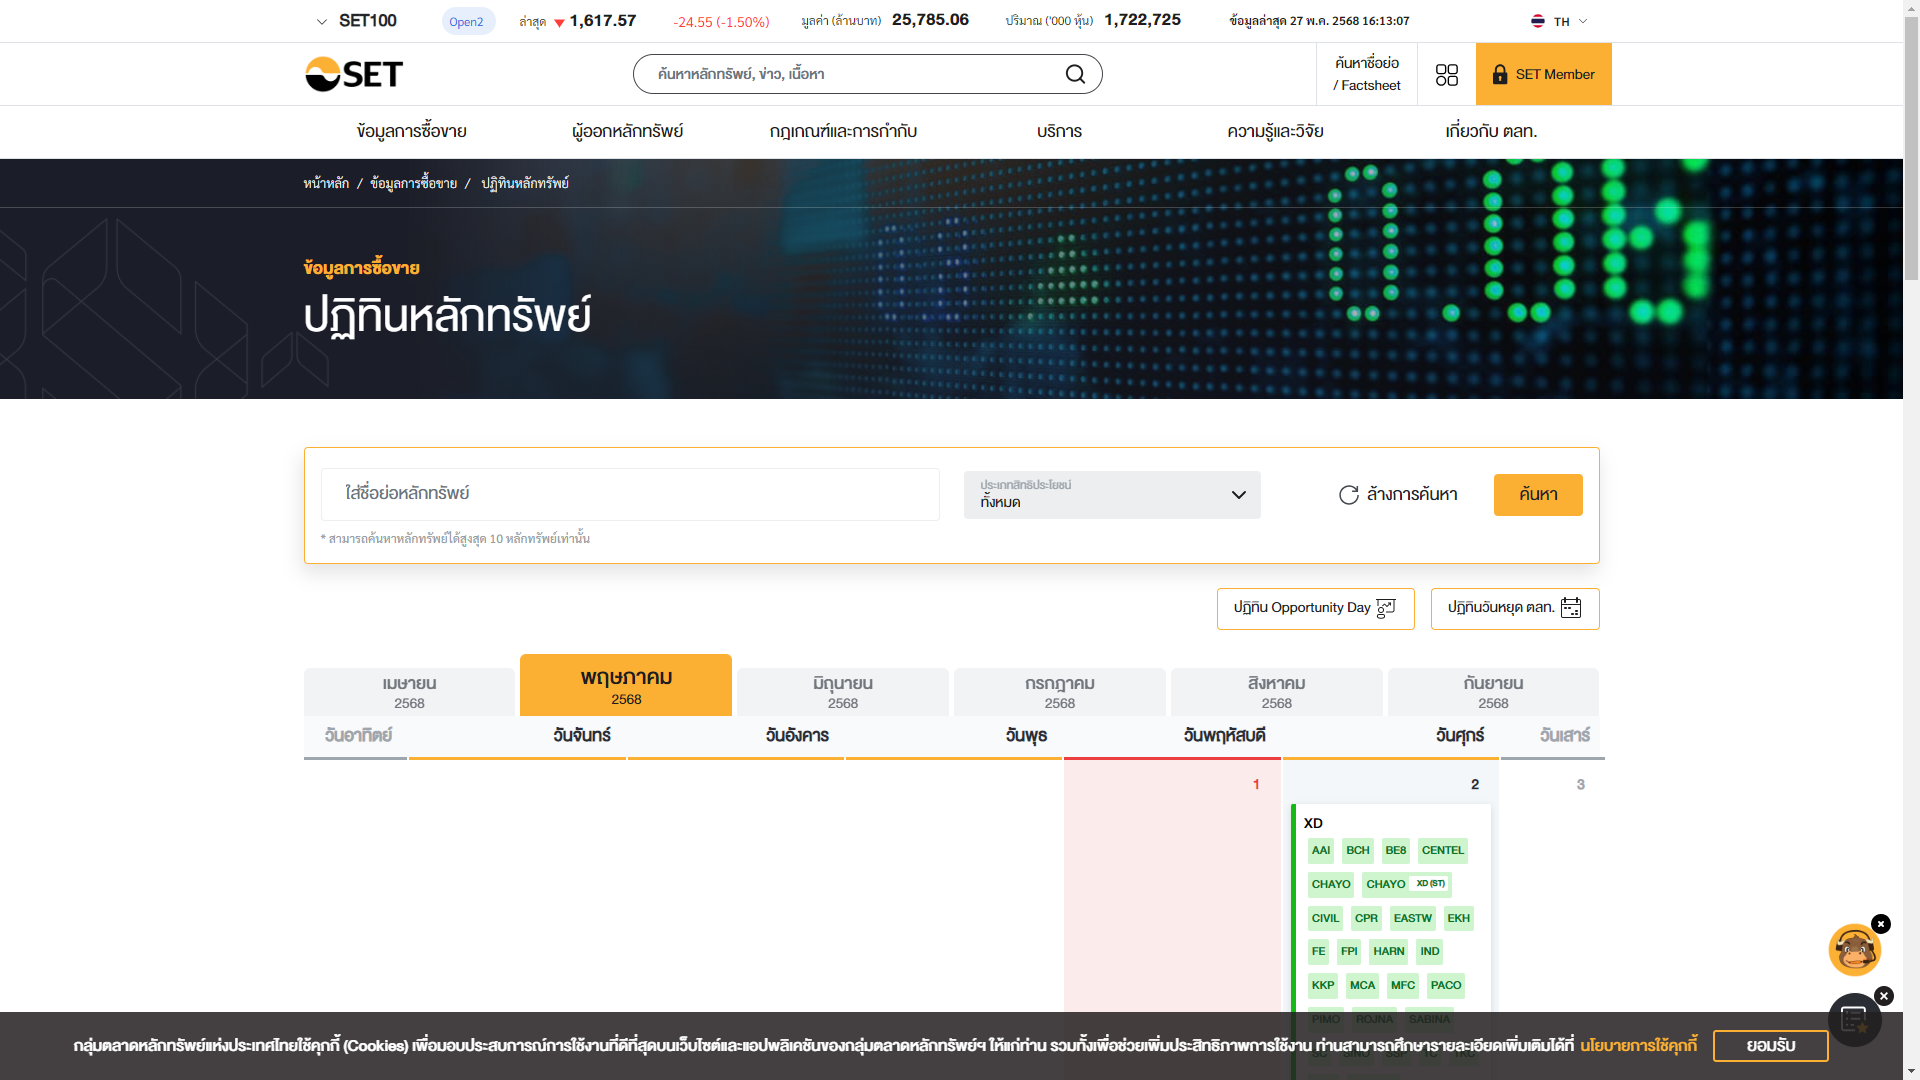 SET100 Open2 ล่าสุด 1,617.57 -24.55 (-1.50%) มูลค่า (ล้านบาท) 25,785.06 ปริมาณ ('000 หุ้น) 1,722,725 ข้อมูลล่าสุด 27 พ.ค. 2568 16:13:07 TH
SET ค้นหาหลักทรัพย์, ข่าว, เนื้อหา ค้นหาชื่อย่อ
/ Factsheet SET Member
ข้อมูลการซื้อขาย ผู้ออกหลักทรัพย์ กฎเกณฑ์และการกำกับ บริการ ความรู้และวิจัย เกี่ยวกับ ตลท.
หน้าหลัก / ข้อมูลการซื้อขาย / ปฏิทินหลักทรัพย์
ข้อมูลการซื้อขาย
ปฏิทินหลักทรัพย์
ใส่ชื่อย่อหลักทรัพย์ ประเภทสิทธิประโยชน์
ทั้งหมด ล้างการค้นหา ค้นหา
* สามารถค้นหาหลักทรัพย์ได้สูงสุด 10 หลักทรัพย์เท่านั้น
ปฏิทิน Opportunity Day ปฏิทินวันหยุด ตลท.
เมษายน พฤษภาคม มิถุนายน กรกฎาคม สิงหาคม กันยายน
2568 2568 2568 2568 2568 2568
วันอาทิตย์ วันจันทร์ วันอังคาร วันพุธ วันพฤหัสบดี วันศุกร์ วันเสาร์
1 2 3
XD
AAI BCH BE8 CENTEL
CHAYO CHAYO XD (ST)
CIVIL CPR EASTW EKH
FE FPI HARN IND
KKP MCA MFC PACO
PIMO ROJNA SABINA
กลุ่มตลาดหลักทรัพย์แห่งประเทศไทยใช้คุกกี้ (Cookies) เพื่อมอบประสบการณ์การใช้งานที่ดีที่สุดบนเว็บไซต์และแอปพลิเคชันของกลุ่มตลาดหลักทรัพย์ฯ ให้แก่ท่าน รวมทั้งเพื่อช่วยเพิ่มประสิทธิภาพการใช้งาน ท่านสามารถศึกษารายละเอียดเพิ่มเติมได้ที่ นโยบายการใช้คุกกี้ ยอมรับ